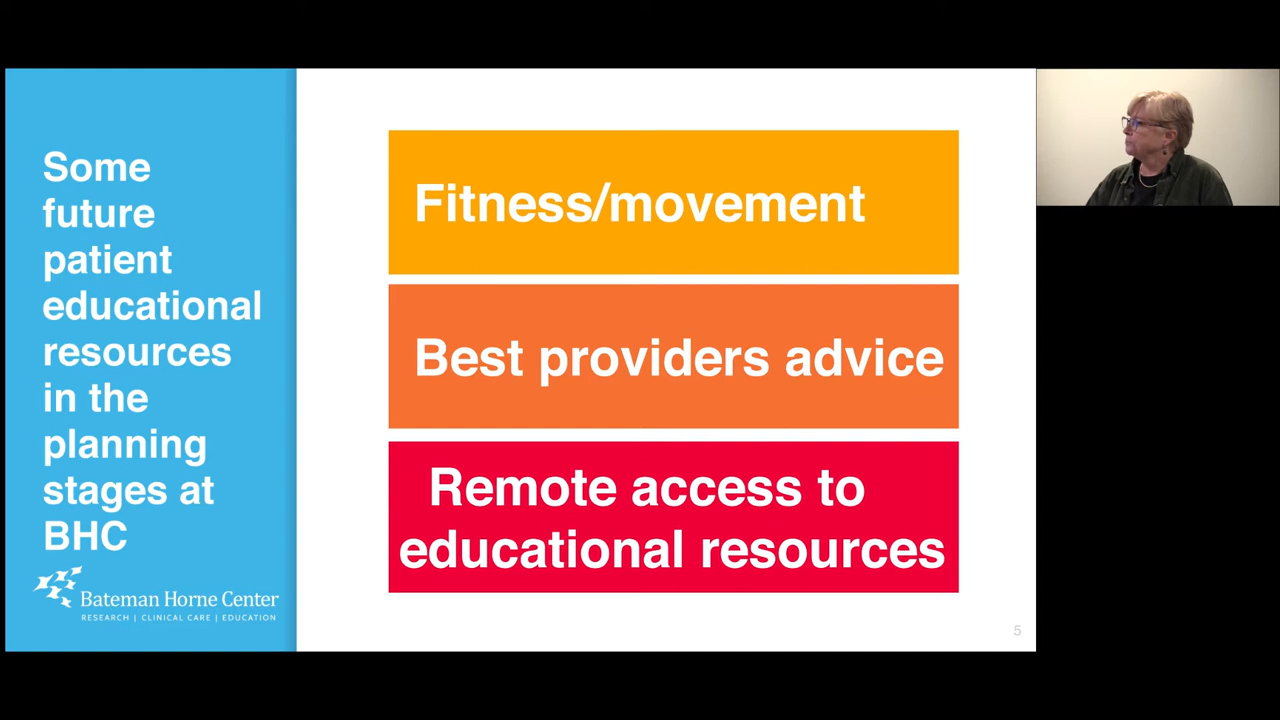 Some
future
patient
educational
resources
in the
planning
stages at
BHC
Bateman Horne Center
RESEARCH | CLINICAL CARE | EDUCATION
Fitness/movement
Best providers advice
Remote access to
educational resources
5